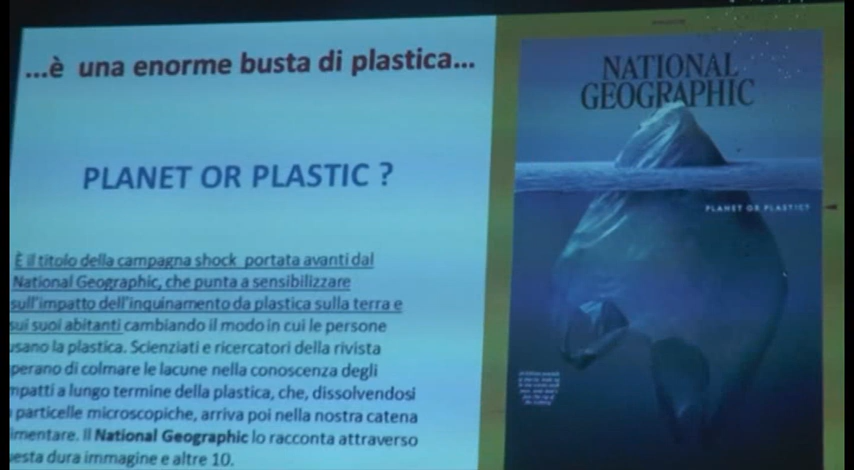 ...è una enorme busta di plastica...
PLANET OR PLASTIC ?
È il titolo della campagna shock portata avanti dal
National Geographic, che punta a sensibilizzare
sull'impatto dell'inquinamento da plastica sulla terra e
sui suoi abitanti cambiando il modo in cui le persone
usano la plastica. Scienziati e ricercatori della rivista
perano di colmare le lacune nella conoscenza degli
mpatti a lungo termine della plastica, che, dissolvendosi
particelle microscopiche, arriva poi nella nostra catena
imentare. Il National Geographic lo racconta attraverso
esta dura immagine e altre 10.
NATIONAL
GEOGRAPHIC
PLANET OR PLASTIC?